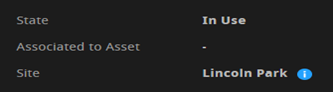 State In Use
Associated to Asset -
Site Lincoln Park